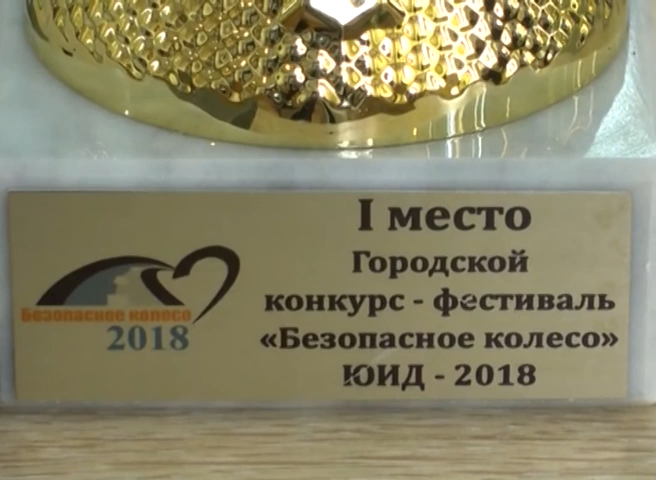 Безопасное колесо
2018
I место
Городской
конкурс - фестиваль
«Безопасное колесо»
ЮИД - 2018